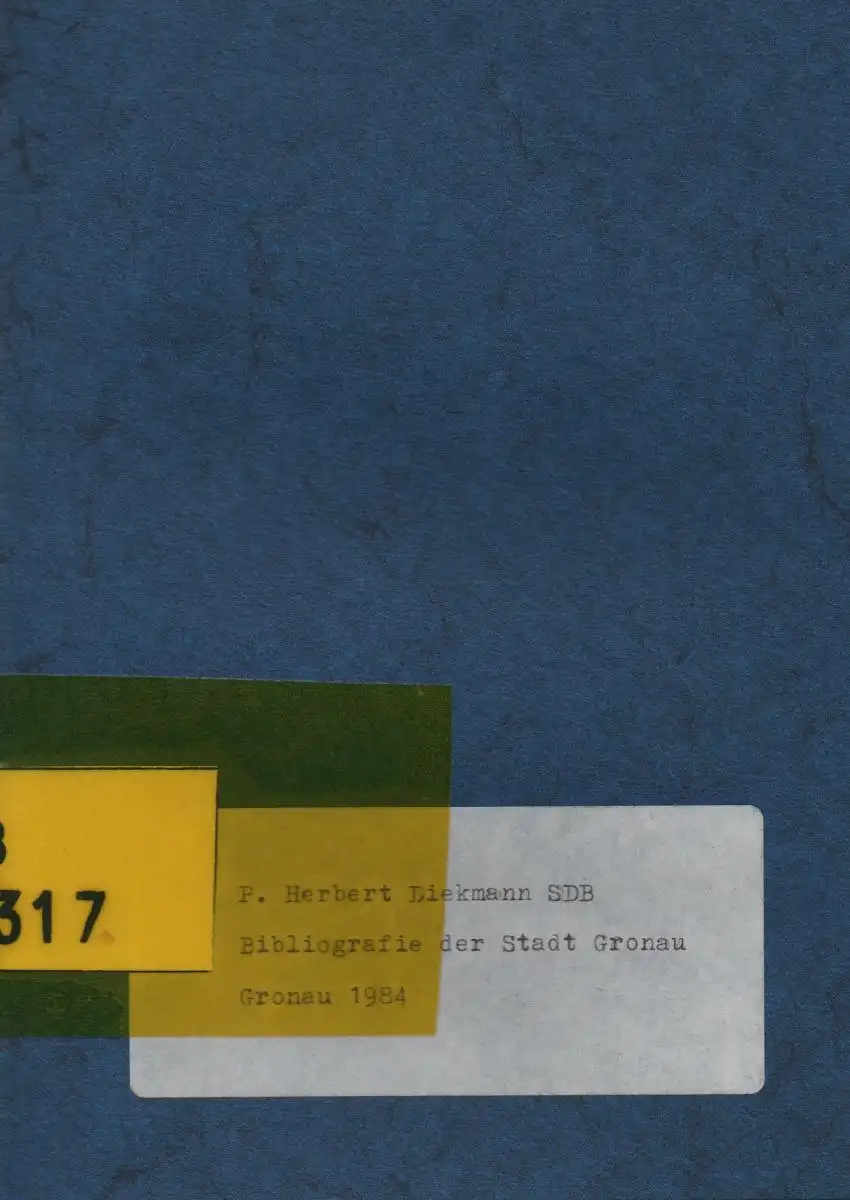 317
P. Herbert Diekmann SDB
Bibliografie der Stadt Gronau
Gronau 1984